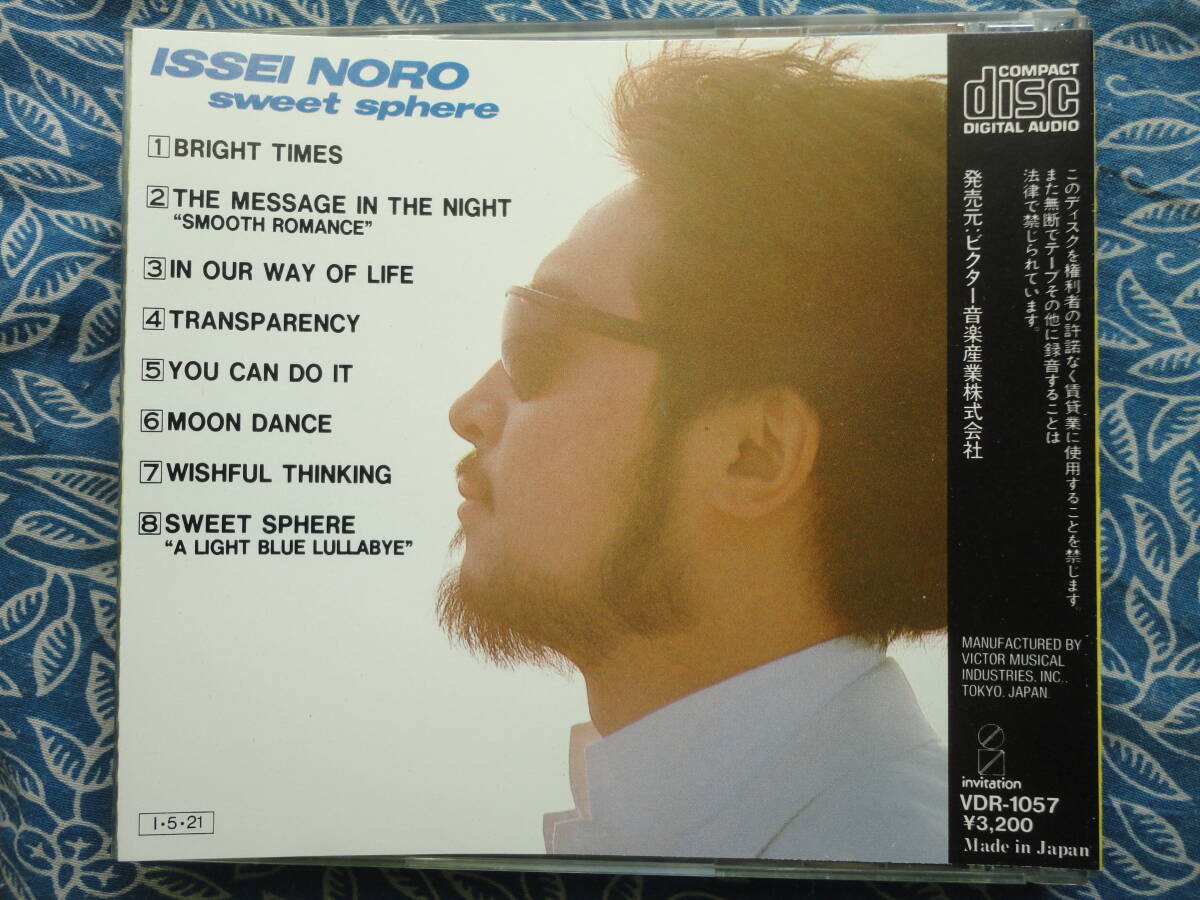 ISSEI NORO
sweet sphere
1 BRIGHT TIMES
2 THE MESSAGE IN THE NIGHT
“SMOOTH ROMANCE”
3 IN OUR WAY OF LIFE
4 TRANSPARENCY
5 YOU CAN DO IT
6 MOON DANCE
7 WISHFUL THINKING
8 SWEET SPHERE
“A LIGHT BLUE LULLABYE”
I・5・21
COMPACT
disc
DIGITAL AUDIO
このディスクを権利者の許諾なく賃貸業に使用することを禁じます。
また無断でテープその他に録音することは
法律で禁じられています。
発売元:ビクター音楽産業株式会社
MANUFACTURED BY
VICTOR MUSICAL
INDUSTRIES. INC.,
TOKYO. JAPAN.
invitation
VDR-1057
¥3,200
Made in Japan